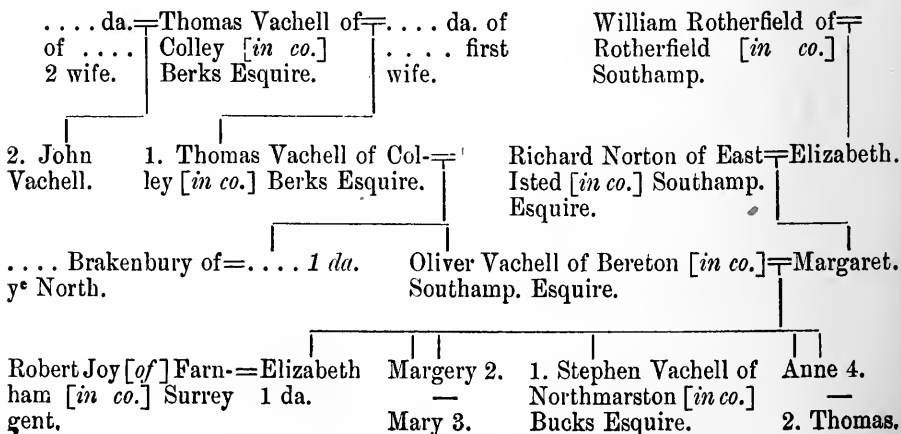 . . . . da. Thomas Vachell of . . . . da. of William Rotherfield of
of . . . . Colley [in co.] . . . . first Rotherfield [in co.]
2 wife. Berks Esquire. wife. Southamp.
2. John 1. Thomas Vachell of Col- Richard Norton of East Elizabeth.
Vachell. ley [in co.] Berks Esquire. Isted [in co.] Southamp.
Esquire.
. . . . Brakenbury of = . . . . 1 da. Oliver Vachell of Bereton [in co.] Margaret.
yᵉ North. Southamp. Esquire.
Robert Joy [of] Farn- = Elizabeth Margery 2. 1. Stephen Vachell of Anne 4.
ham [in co.] Surrey 1 da. — Northmarston [in co.] —
gent. Mary 3. Bucks Esquire. 2. Thomas.